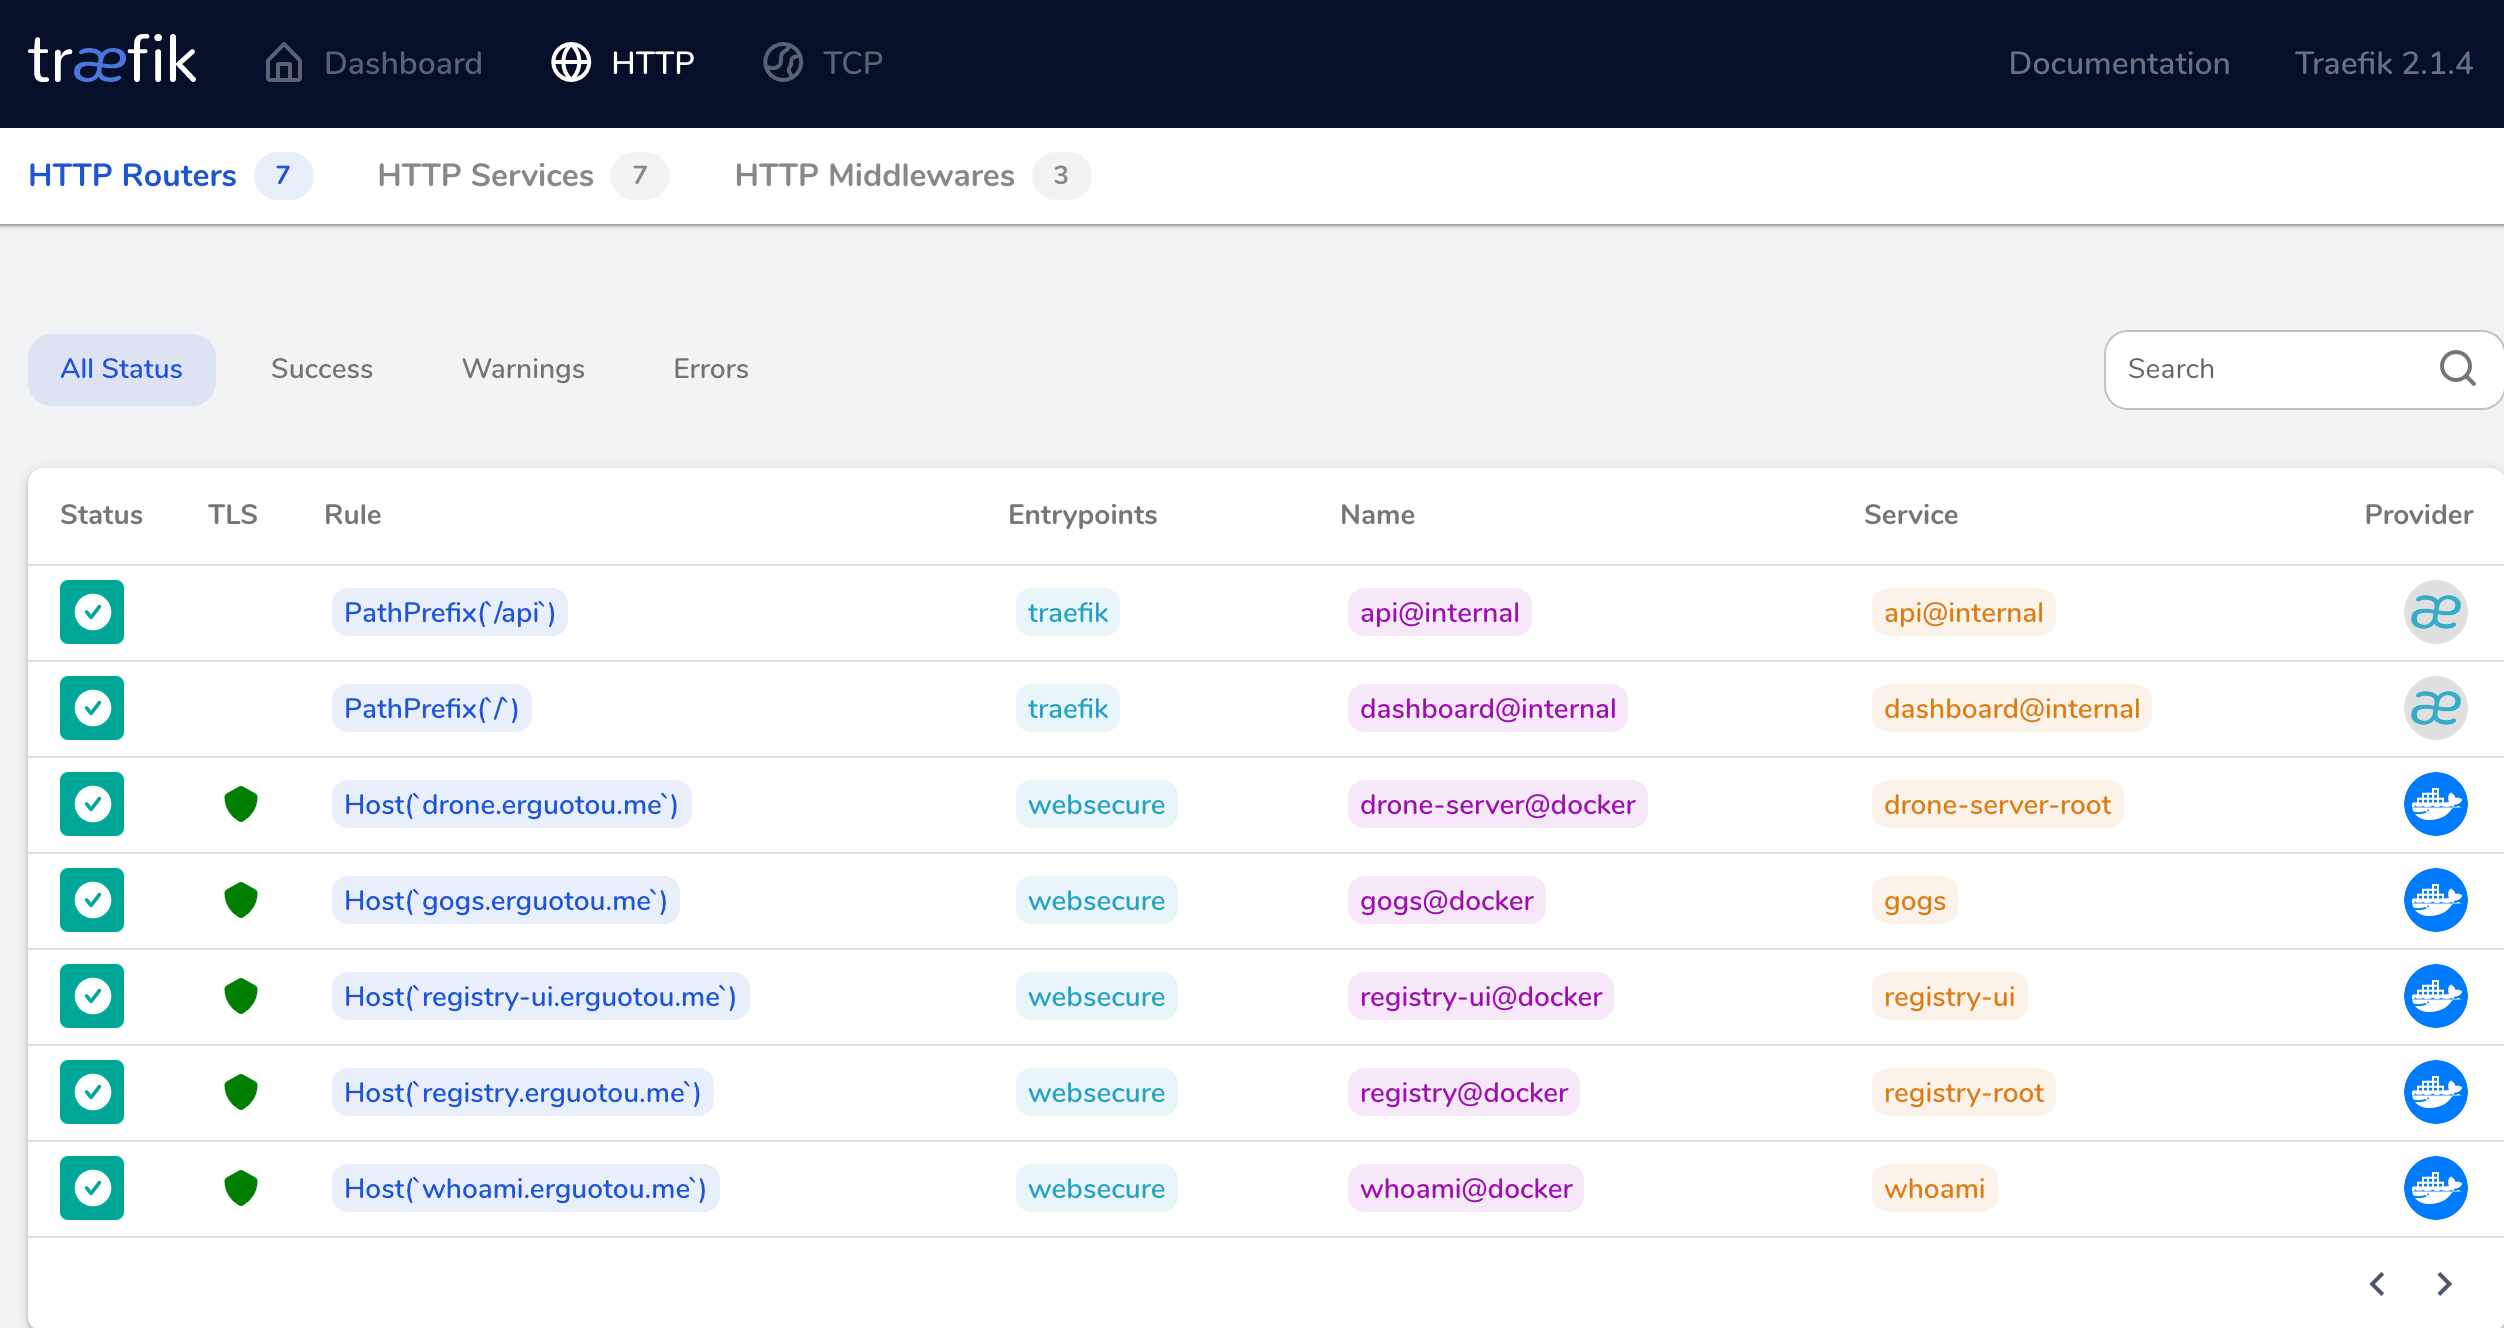 træfik Dashboard HTTP TCP Documentation Traefik 2.1.4
HTTP Routers 7 HTTP Services 7 HTTP Middlewares 3
All Status Success Warnings Errors Search
Status TLS Rule Entrypoints Name Service Provider
PathPrefix(`/api`) traefik api@internal api@internal æ
PathPrefix(`/`) traefik dashboard@internal dashboard@internal æ
Host(`drone.erguotou.me`) websecure drone-server@docker drone-server-root
Host(`gogs.erguotou.me`) websecure gogs@docker gogs
Host(`registry-ui.erguotou.me`) websecure registry-ui@docker registry-ui
Host(`registry.erguotou.me`) websecure registry@docker registry-root
Host(`whoami.erguotou.me`) websecure whoami@docker whoami